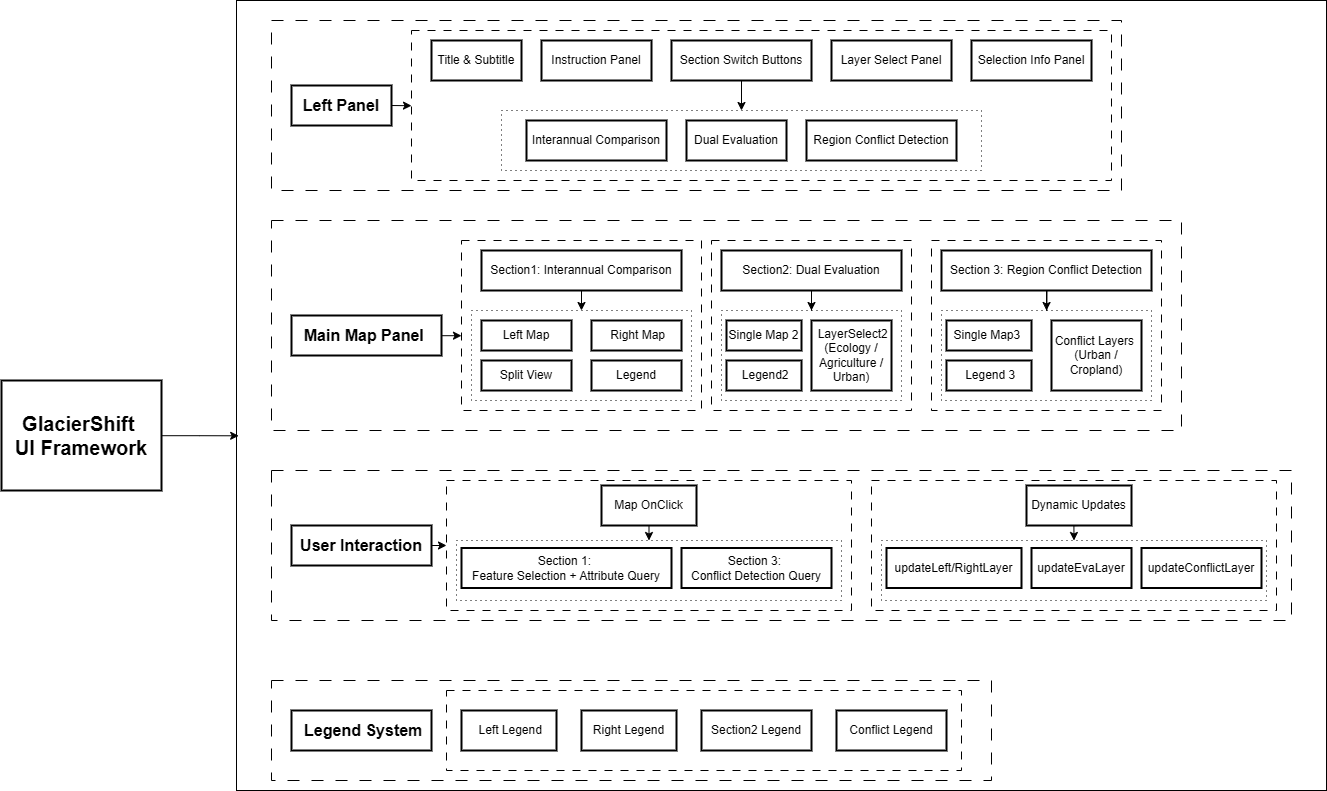 GlacierShift
UI Framework
Left Panel
Title & Subtitle
Instruction Panel
Section Switch Buttons
Layer Select Panel
Selection Info Panel
Interannual Comparison
Dual Evaluation
Region Conflict Detection
Main Map Panel
Section1: Interannual Comparison
Left Map
Right Map
Split View
Legend
Section2: Dual Evaluation
Single Map 2
Legend2
LayerSelect2
(Ecology /
Agriculture /
Urban)
Section 3: Region Conflict Detection
Single Map3
Legend 3
Conflict Layers
(Urban /
Cropland)
User Interaction
Map OnClick
Section 1:
Feature Selection + Attribute Query
Section 3:
Conflict Detection Query
Dynamic Updates
updateLeft/RightLayer
updateEvaLayer
updateConflictLayer
Legend System
Left Legend
Right Legend
Section2 Legend
Conflict Legend